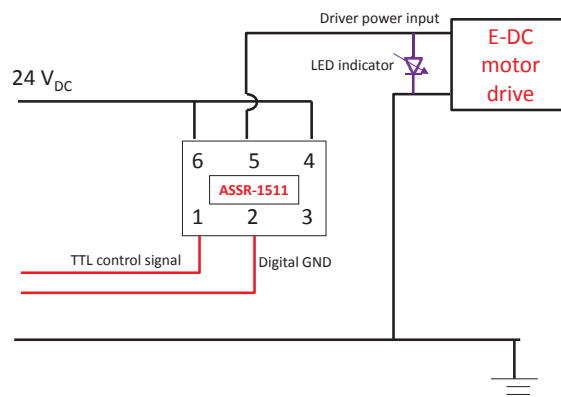 Driver power input
E-DC
motor
drive
LED indicator
24 VDC
6 5 4
ASSR-1511
1 2 3
TTL control signal
Digital GND